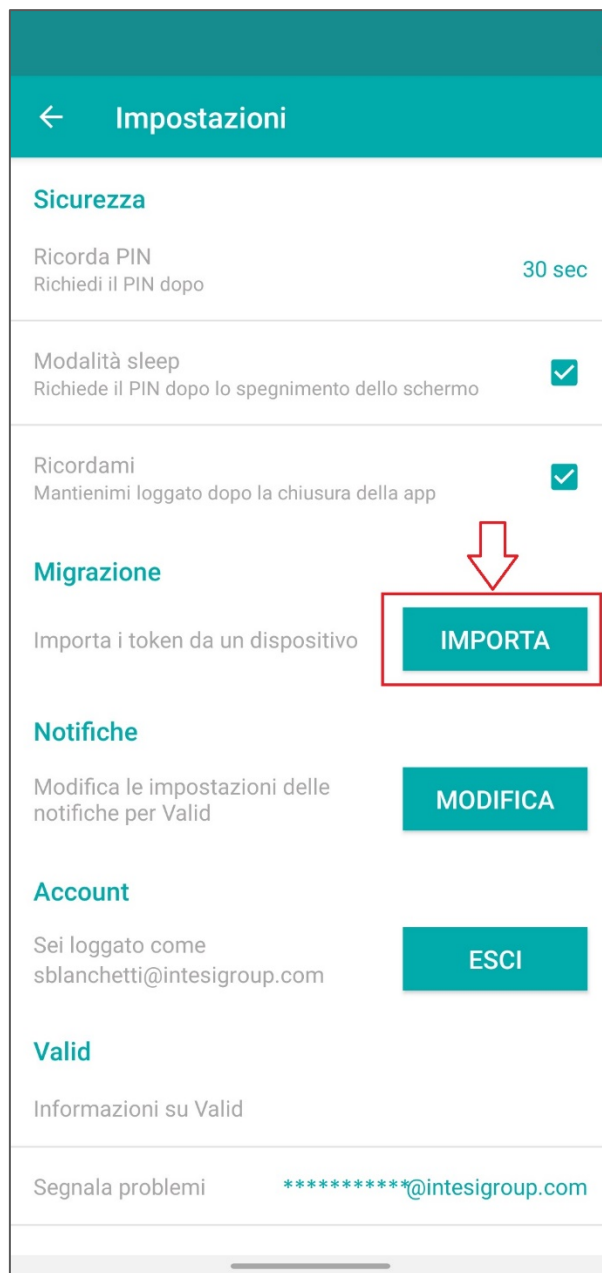 Impostazioni
Sicurezza
Ricorda PIN
Richiedi il PIN dopo
30 sec
Modalità sleep
Richiede il PIN dopo lo spegnimento dello schermo
Ricordami
Mantienimi loggato dopo la chiusura della app
Migrazione
Importa i token da un dispositivo
IMPORTA
Notifiche
Modifica le impostazioni delle
notifiche per Valid
MODIFICA
Account
Sei loggato come
sblanchetti@intesigroup.com
ESCI
Valid
Informazioni su Valid
Segnala problemi
***********@intesigroup.com